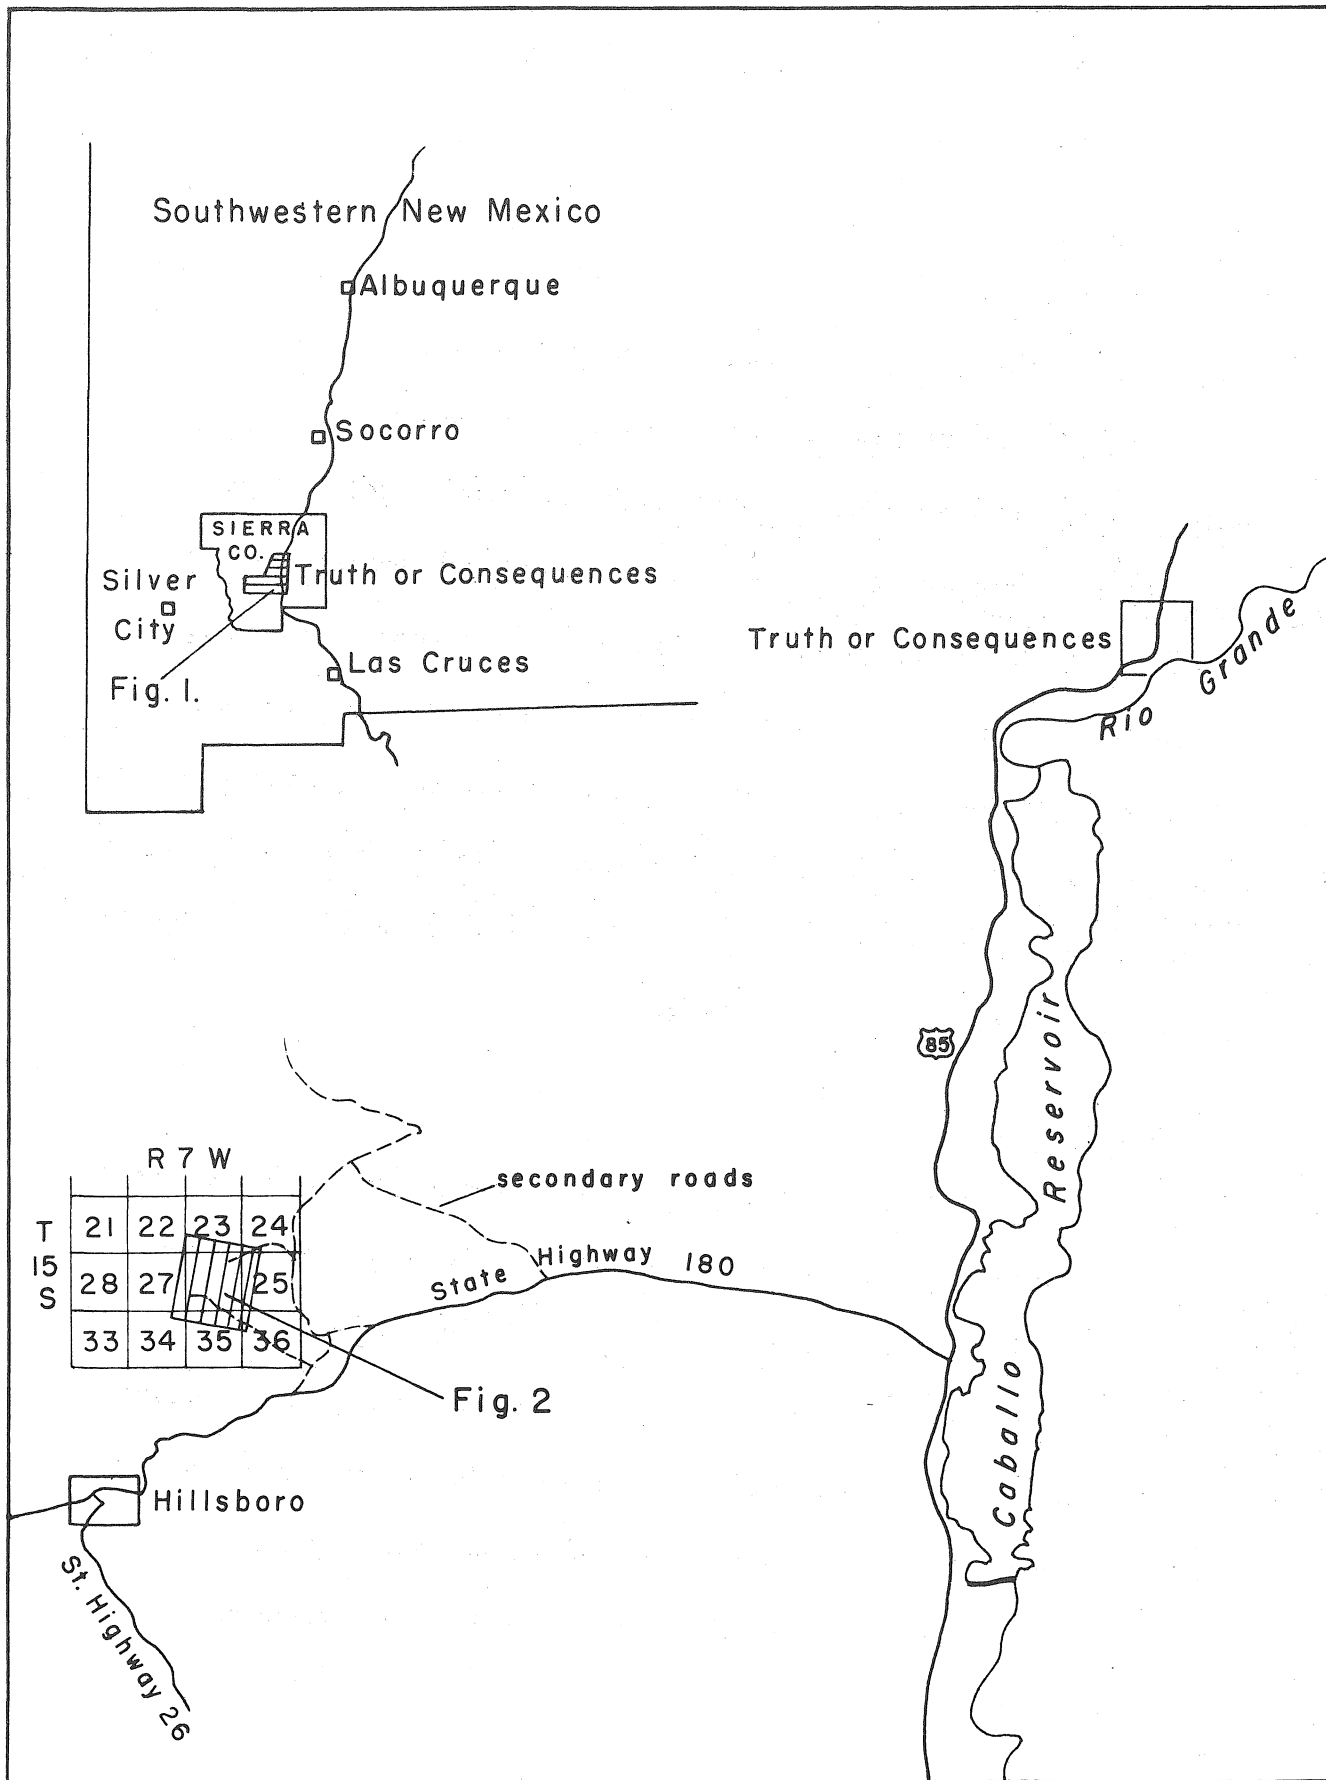 Southwestern New Mexico
Albuquerque
Socorro
SIERRA
CO.
Truth or Consequences
Silver
City
Las Cruces
Fig. 1.
Truth or Consequences
Rio Grande
85
Caballo Reservoir
R 7 W
T
15
S
21 22 23 24
28 27 25
33 34 35 36
secondary roads
State Highway 180
Fig. 2
Hillsboro
St. Highway 26